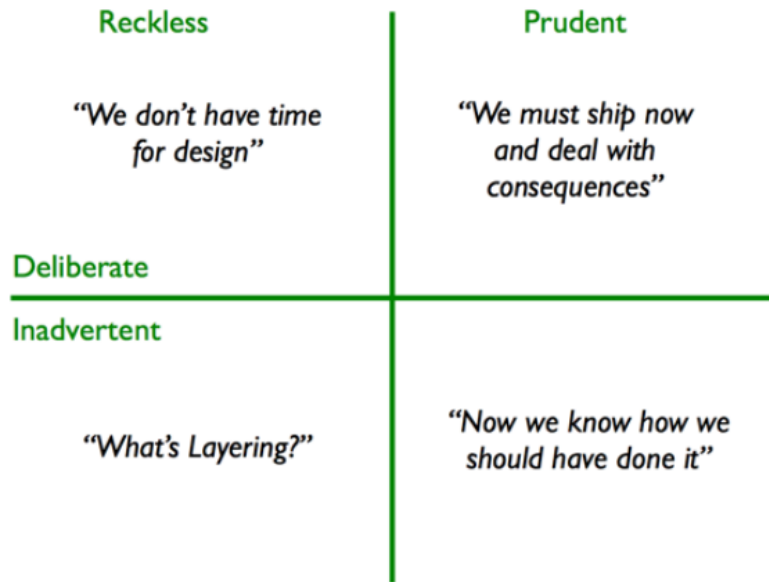 Reckless
Prudent
“We don’t have time
for design”
“We must ship now
and deal with
consequences”
Deliberate
Inadvertent
“What’s Layering?”
“Now we know how we
should have done it”